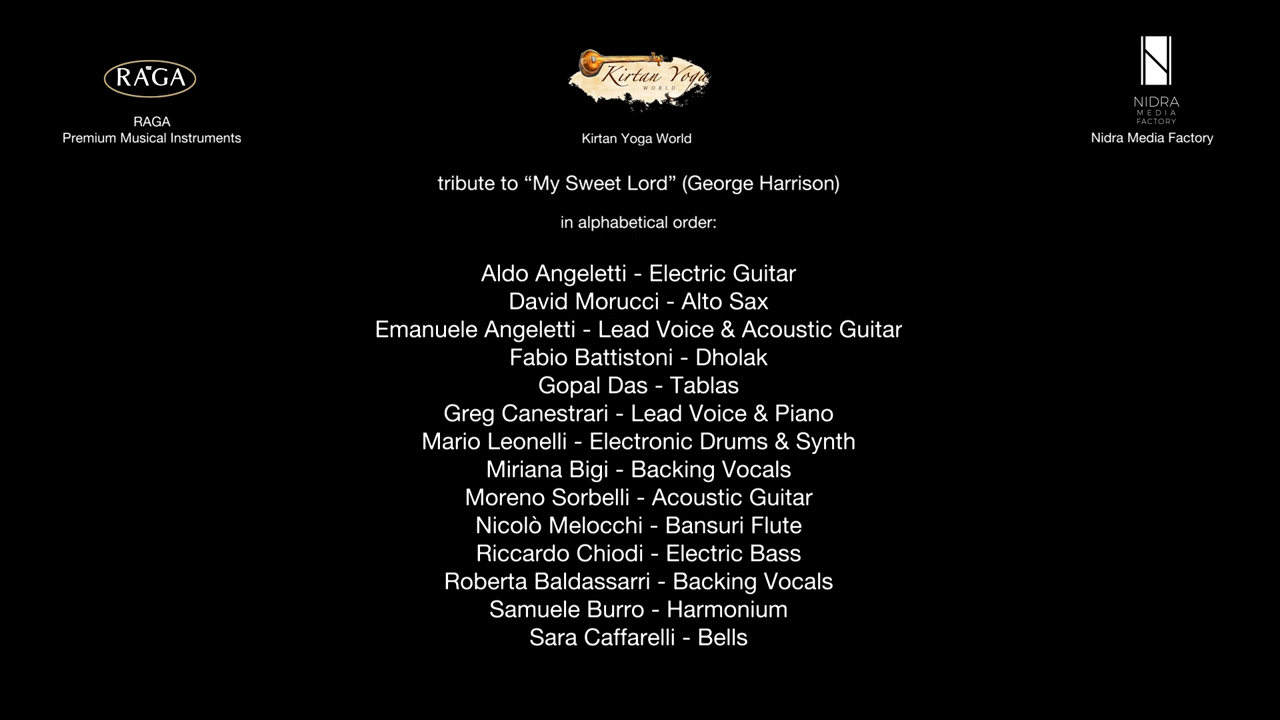 RAGA
RAGA
Premium Musical Instruments
Kirtan Yoga
WORLD
Kirtan Yoga World
NIDRA
MEDIA
FACTORY
Nidra Media Factory
tribute to “My Sweet Lord” (George Harrison)
in alphabetical order:
Aldo Angeletti - Electric Guitar
David Morucci - Alto Sax
Emanuele Angeletti - Lead Voice & Acoustic Guitar
Fabio Battistoni - Dholak
Gopal Das - Tablas
Greg Canestrari - Lead Voice & Piano
Mario Leonelli - Electronic Drums & Synth
Miriana Bigi - Backing Vocals
Moreno Sorbelli - Acoustic Guitar
Nicolò Melocchi - Bansuri Flute
Riccardo Chiodi - Electric Bass
Roberta Baldassarri - Backing Vocals
Samuele Burro - Harmonium
Sara Caffarelli - Bells